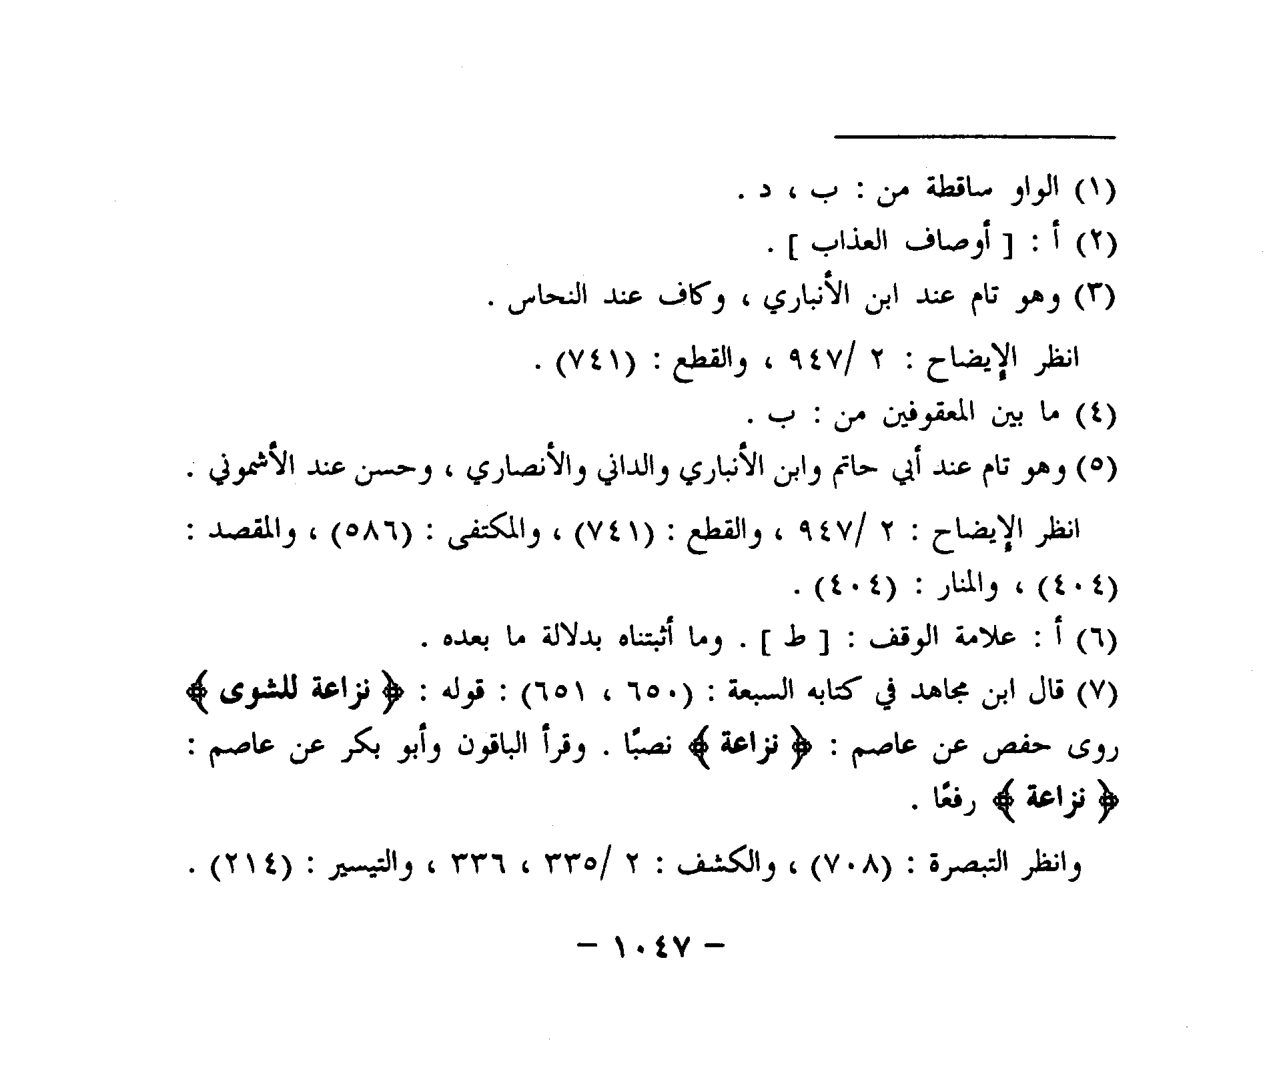 (١) الواو ساقطة من : ب ، د .
(٢) أ : [ أوصاف العذاب ] .
(٣) وهو تام عند ابن الأنباري ، وكاف عند النحاس .
انظر الإيضاح : ٢ /٩٤٧ ، والقطع : (٧٤١) .
(٤) ما بين المعقوفين من : ب .
(٥) وهو تام عند أبي حاتم وابن الأنباري والداني والأنصاري ، وحسن عند الأشموني .
انظر الإيضاح : ٢ /٩٤٧ ، والقطع : (٧٤١) ، والمكتفى : (٥٨٦) ، والمقصد :
(٤٠٤) ، والمنار : (٤٠٤) .
(٦) أ : علامة الوقف : [ ط ] . وما أثبتناه بدلالة ما بعده .
(٧) قال ابن مجاهد في كتابه السبعة : (٦٥٠ ، ٦٥١) : قوله : ﴿ نزاعة للشوى ﴾
روى حفص عن عاصم : ﴿ نزاعة ﴾ نصبًا . وقرأ الباقون وأبو بكر عن عاصم :
﴿ نزاعة ﴾ رفعًا .
وانظر التبصرة : (٧٠٨) ، والكشف : ٢ /٣٣٥ ، ٣٣٦ ، والتيسير : (٢١٤) .
– ١٠٤٧ –